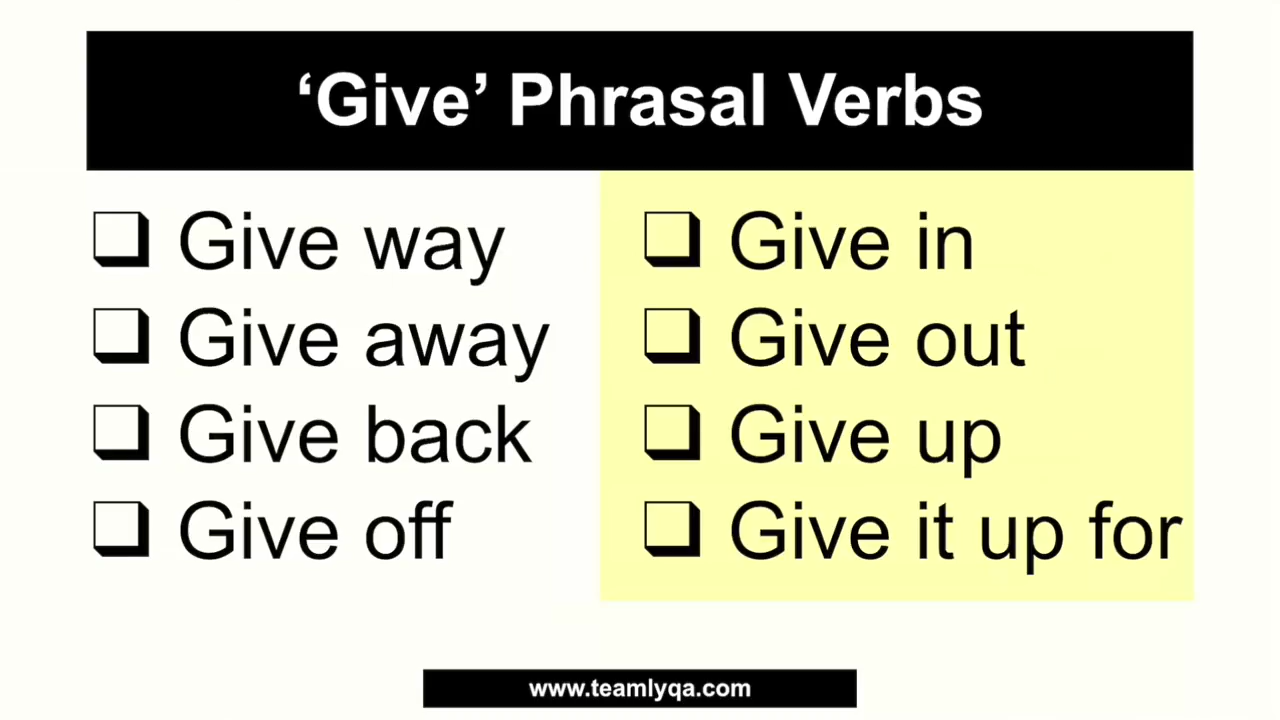 ‘Give’ Phrasal Verbs
❑ Give way
❑ Give away
❑ Give back
❑ Give off
❑ Give in
❑ Give out
❑ Give up
❑ Give it up for
www.teamlyqa.com